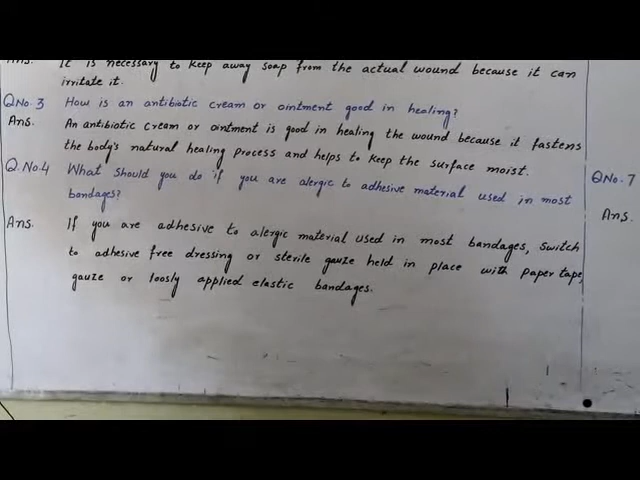 Ans. It is necessary to keep away soap from the actual wound because it can
irritate it.
Q No. 3 How is an antibiotic cream or ointment good in healing?
Ans. An antibiotic cream or ointment is good in healing the wound because it fastens
the body's natural healing process and helps to keep the surface moist.
Q. No.4 What should you do if you are alergic to adhesive material used in most
bandages?
Ans. If you are adhesive to alergic material used in most bandages, switch
to adhesive free dressing or sterile gauze held in place with paper tape,
gauze or loosly applied elastic bandages.
Q No. 7
Ans.